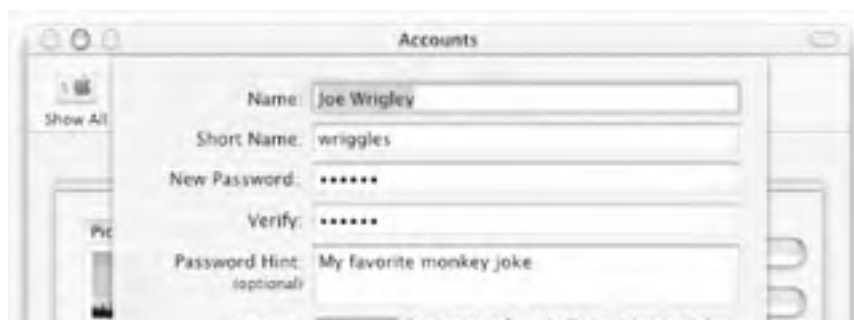 Accounts
Show All
Name: Joe Wrigley
Short Name: wriggles
New Password: ••••••
Verify: ••••••
Pic
Password Hint: My favorite monkey joke
(optional)